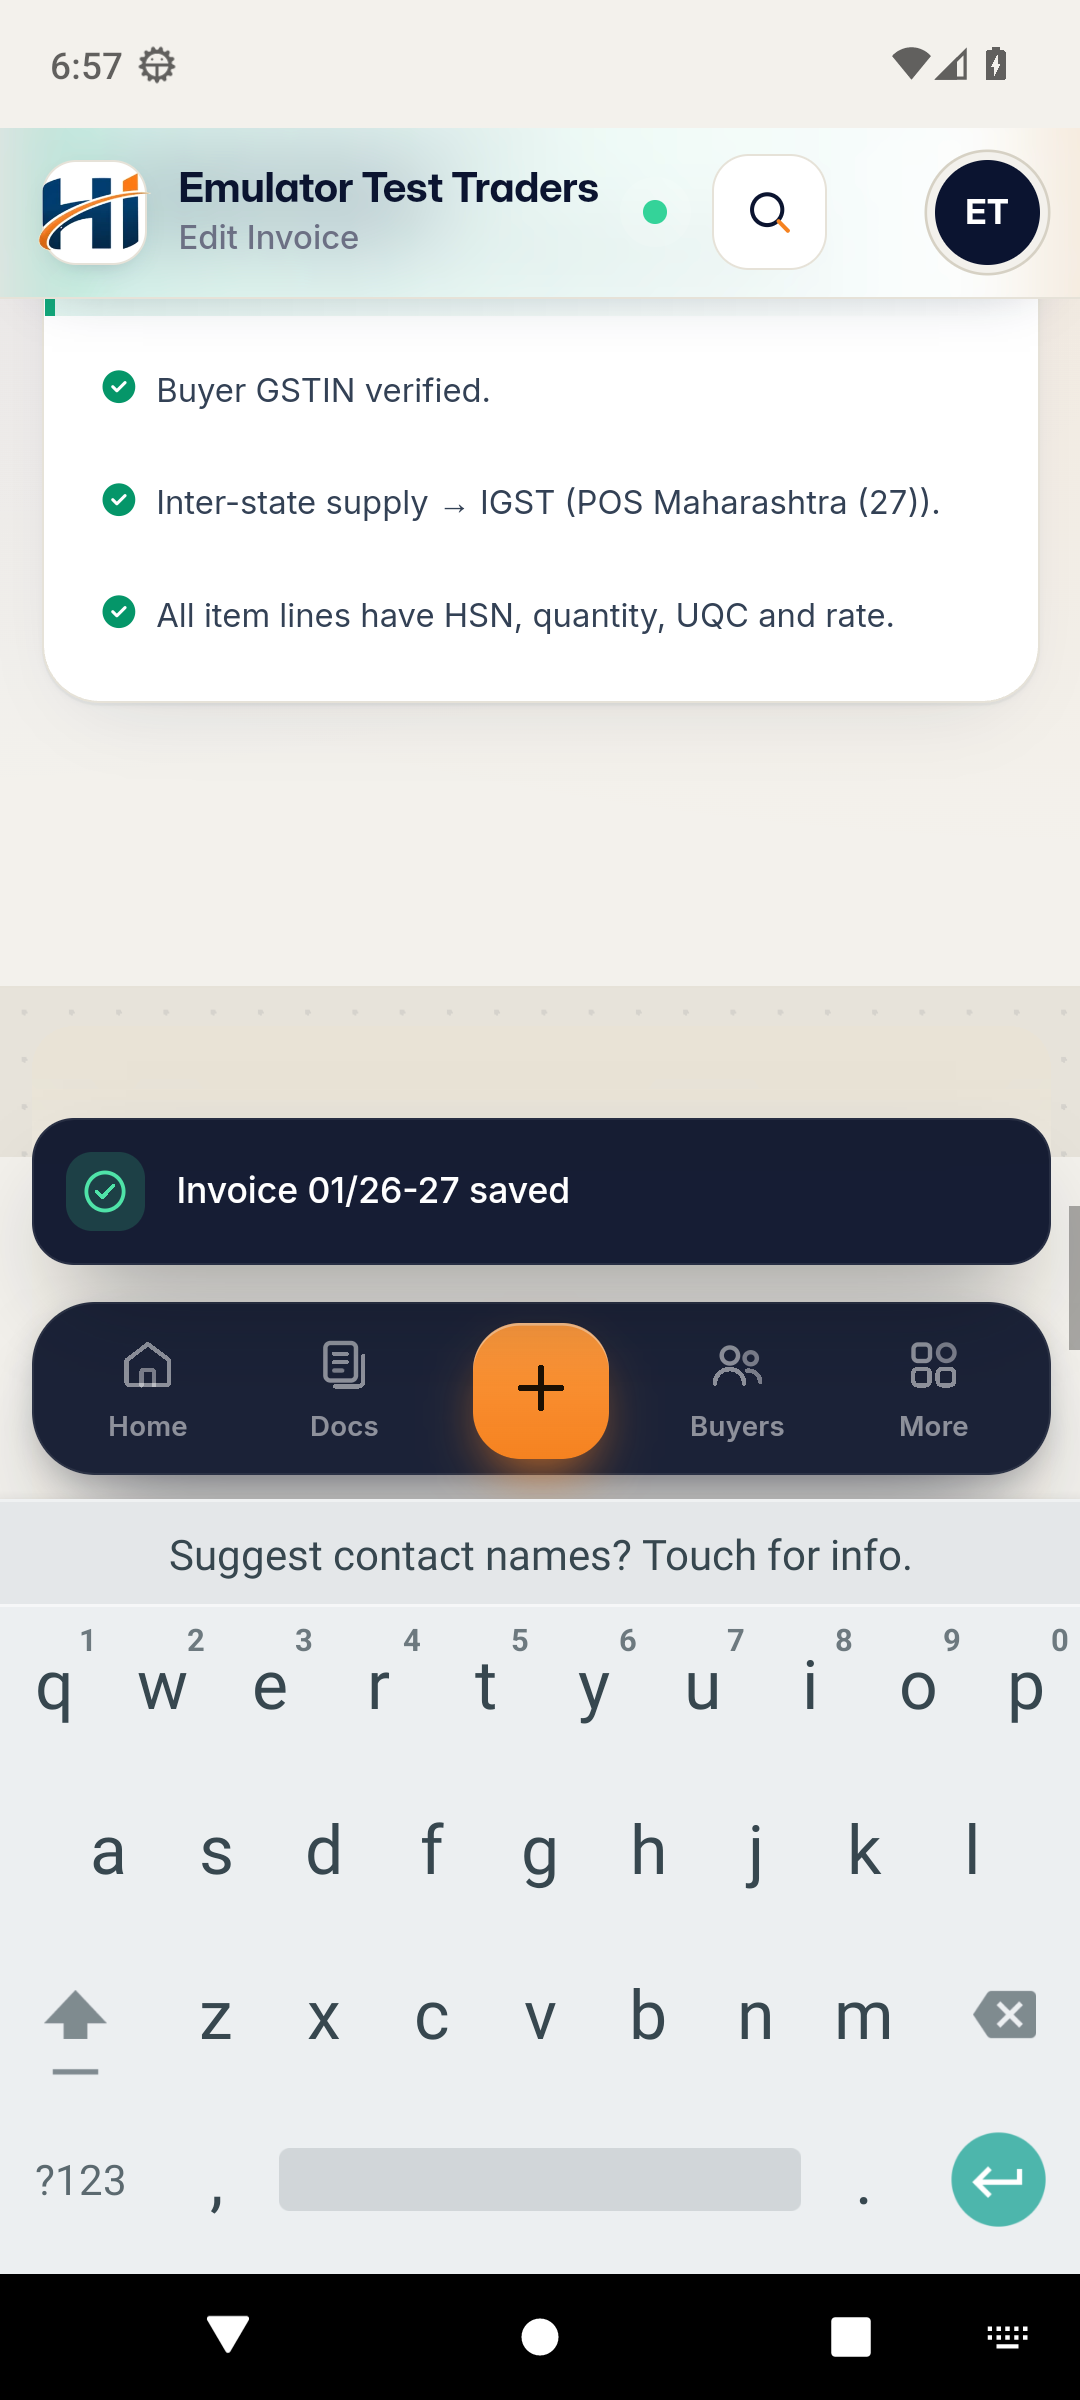 6:57
Hi
Emulator Test Traders
Edit Invoice
ET
Buyer GSTIN verified.
Inter-state supply → IGST (POS Maharashtra (27)).
All item lines have HSN, quantity, UQC and rate.
Invoice 01/26-27 saved
Home
Docs
Buyers
More
Suggest contact names? Touch for info.
1 2 3 4 5 6 7 8 9 0
q w e r t y u i o p
a s d f g h j k l
z x c v b n m
?123 , .